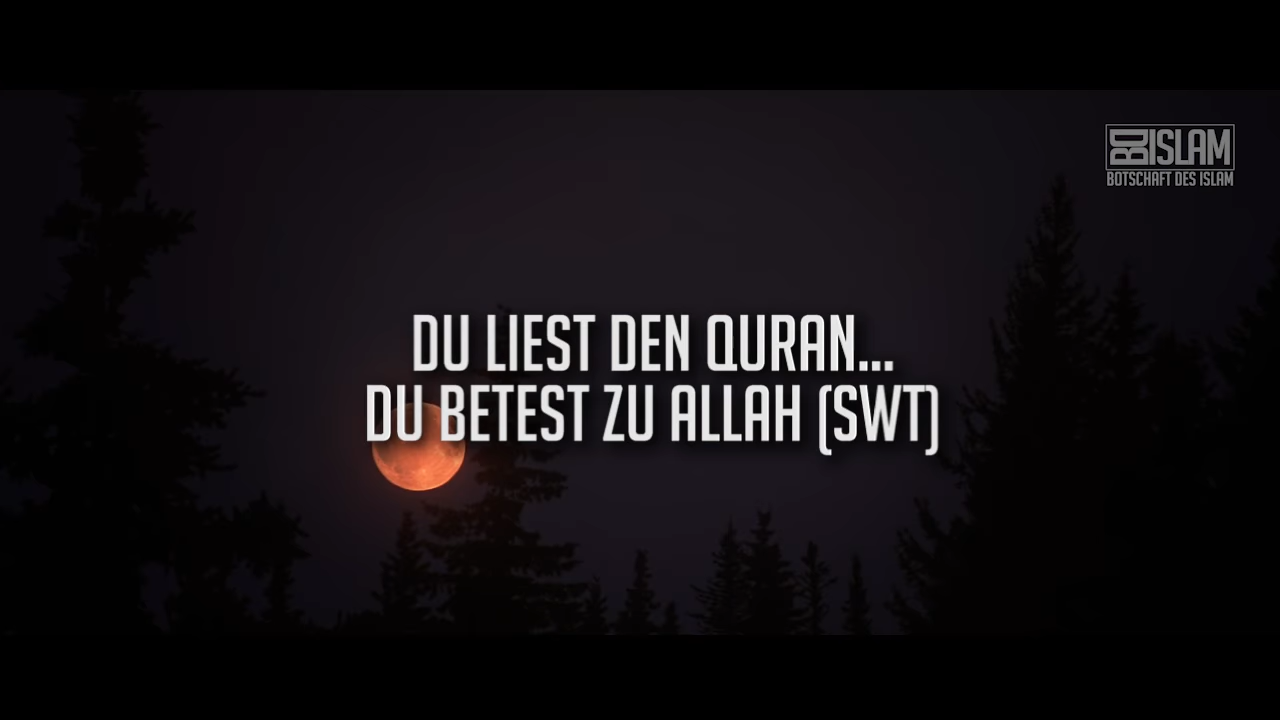 BDISLAM
BOTSCHAFT DES ISLAM
DU LIEST DEN QURAN...
DU BETEST ZU ALLAH (SWT)